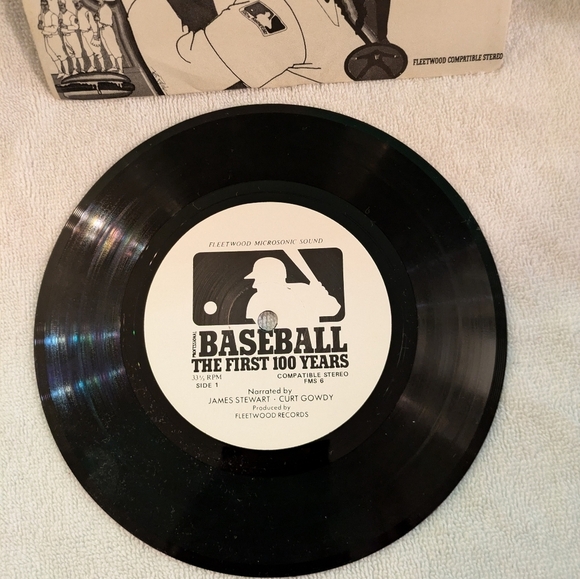 FLEETWOOD COMPATIBLE STEREO
FLEETWOOD MICROSONIC SOUND
PROFESSIONAL
BASEBALL
THE FIRST 100 YEARS
33⅓ RPM
COMPATIBLE STEREO
SIDE 1
FMS 6
Narrated by
JAMES STEWART - CURT GOWDY
Produced by
FLEETWOOD RECORDS